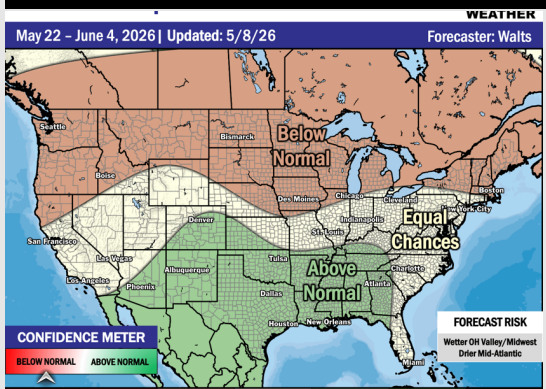 WEATHER
May 22 – June 4, 2026| Updated: 5/8/26
Forecaster: Walts
Seattle
Bismarck
Below
Normal
Boise
Des Moines
Chicago
Cleveland
Boston
New York City
Indianapolis
Equal
Chances
Denver
St. Louis
San Francisco
Las Vegas
Los Angeles
Phoenix
Albuquerque
Tulsa
Above
Normal
Charlotte
Atlanta
Dallas
Houston
New Orleans
Miami
CONFIDENCE METER
BELOW NORMAL
ABOVE NORMAL
FORECAST RISK
Wetter OH Valley/Midwest
Drier Mid-Atlantic